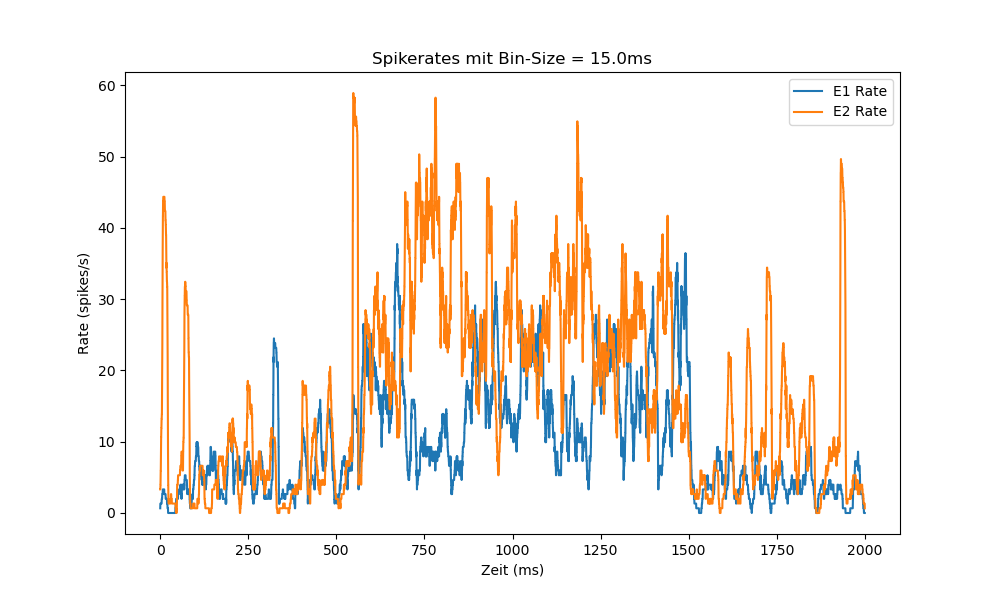 Spikerates mit Bin-Size = 15.0ms
E1 Rate
E2 Rate
60
50
40
30
20
10
0
Rate (spikes/s)
0 250 500 750 1000 1250 1500 1750 2000
Zeit (ms)